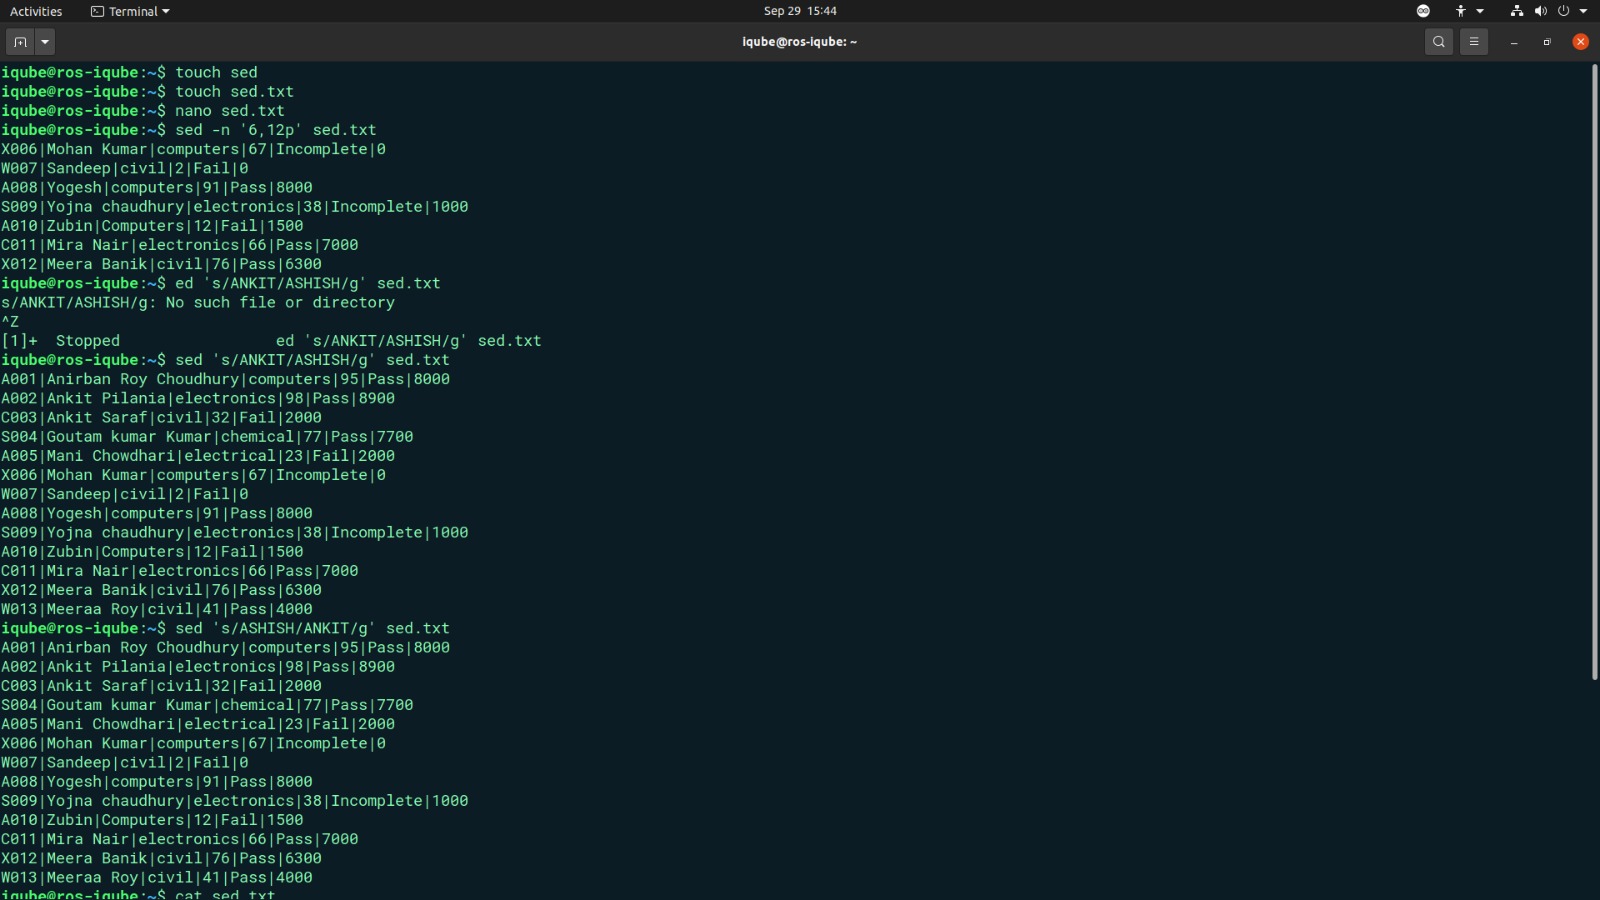 Activities
Terminal
Sep 29 15:44
iqube@ros-iqube: ~
iqube@ros-iqube:~$ touch sed
iqube@ros-iqube:~$ touch sed.txt
iqube@ros-iqube:~$ nano sed.txt
iqube@ros-iqube:~$ sed -n '6,12p' sed.txt
X006|Mohan Kumar|computers|67|Incomplete|0
W007|Sandeep|civil|2|Fail|0
A008|Yogesh|computers|91|Pass|8000
S009|Yojna chaudhury|electronics|38|Incomplete|1000
A010|Zubin|Computers|12|Fail|1500
C011|Mira Nair|electronics|66|Pass|7000
X012|Meera Banik|civil|76|Pass|6300
iqube@ros-iqube:~$ ed 's/ANKIT/ASHISH/g' sed.txt
s/ANKIT/ASHISH/g: No such file or directory
^Z
[1]+  Stopped                 ed 's/ANKIT/ASHISH/g' sed.txt
iqube@ros-iqube:~$ sed 's/ANKIT/ASHISH/g' sed.txt
A001|Anirban Roy Choudhury|computers|95|Pass|8000
A002|Ankit Pilania|electronics|98|Pass|8900
C003|Ankit Saraf|civil|32|Fail|2000
S004|Goutam kumar Kumar|chemical|77|Pass|7700
A005|Mani Chowdhari|electrical|23|Fail|2000
X006|Mohan Kumar|computers|67|Incomplete|0
W007|Sandeep|civil|2|Fail|0
A008|Yogesh|computers|91|Pass|8000
S009|Yojna chaudhury|electronics|38|Incomplete|1000
A010|Zubin|Computers|12|Fail|1500
C011|Mira Nair|electronics|66|Pass|7000
X012|Meera Banik|civil|76|Pass|6300
W013|Meeraa Roy|civil|41|Pass|4000
iqube@ros-iqube:~$ sed 's/ASHISH/ANKIT/g' sed.txt
A001|Anirban Roy Choudhury|computers|95|Pass|8000
A002|Ankit Pilania|electronics|98|Pass|8900
C003|Ankit Saraf|civil|32|Fail|2000
S004|Goutam kumar Kumar|chemical|77|Pass|7700
A005|Mani Chowdhari|electrical|23|Fail|2000
X006|Mohan Kumar|computers|67|Incomplete|0
W007|Sandeep|civil|2|Fail|0
A008|Yogesh|computers|91|Pass|8000
S009|Yojna chaudhury|electronics|38|Incomplete|1000
A010|Zubin|Computers|12|Fail|1500
C011|Mira Nair|electronics|66|Pass|7000
X012|Meera Banik|civil|76|Pass|6300
W013|Meeraa Roy|civil|41|Pass|4000
iqube@ros-iqube:~$ cat sed.txt